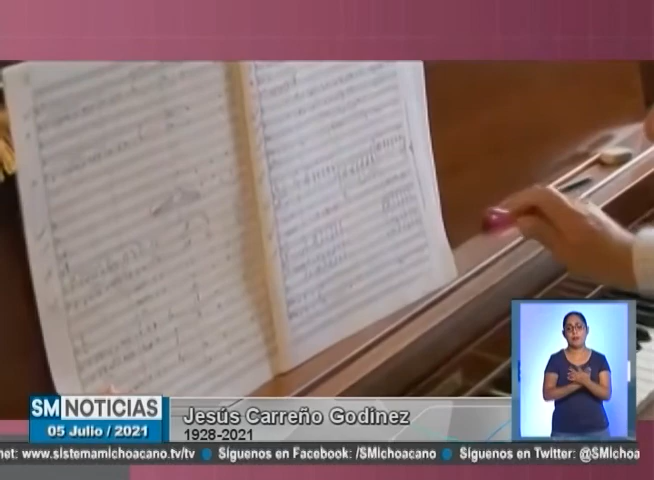 SM NOTICIAS
05 Julio / 2021
Jesús Carreño Godínez
1928-2021
net: www.sistemamichoacano.tv/tv ● Síguenos en Facebook: /SMichoacano ● Síguenos en Twitter: @SMichoa